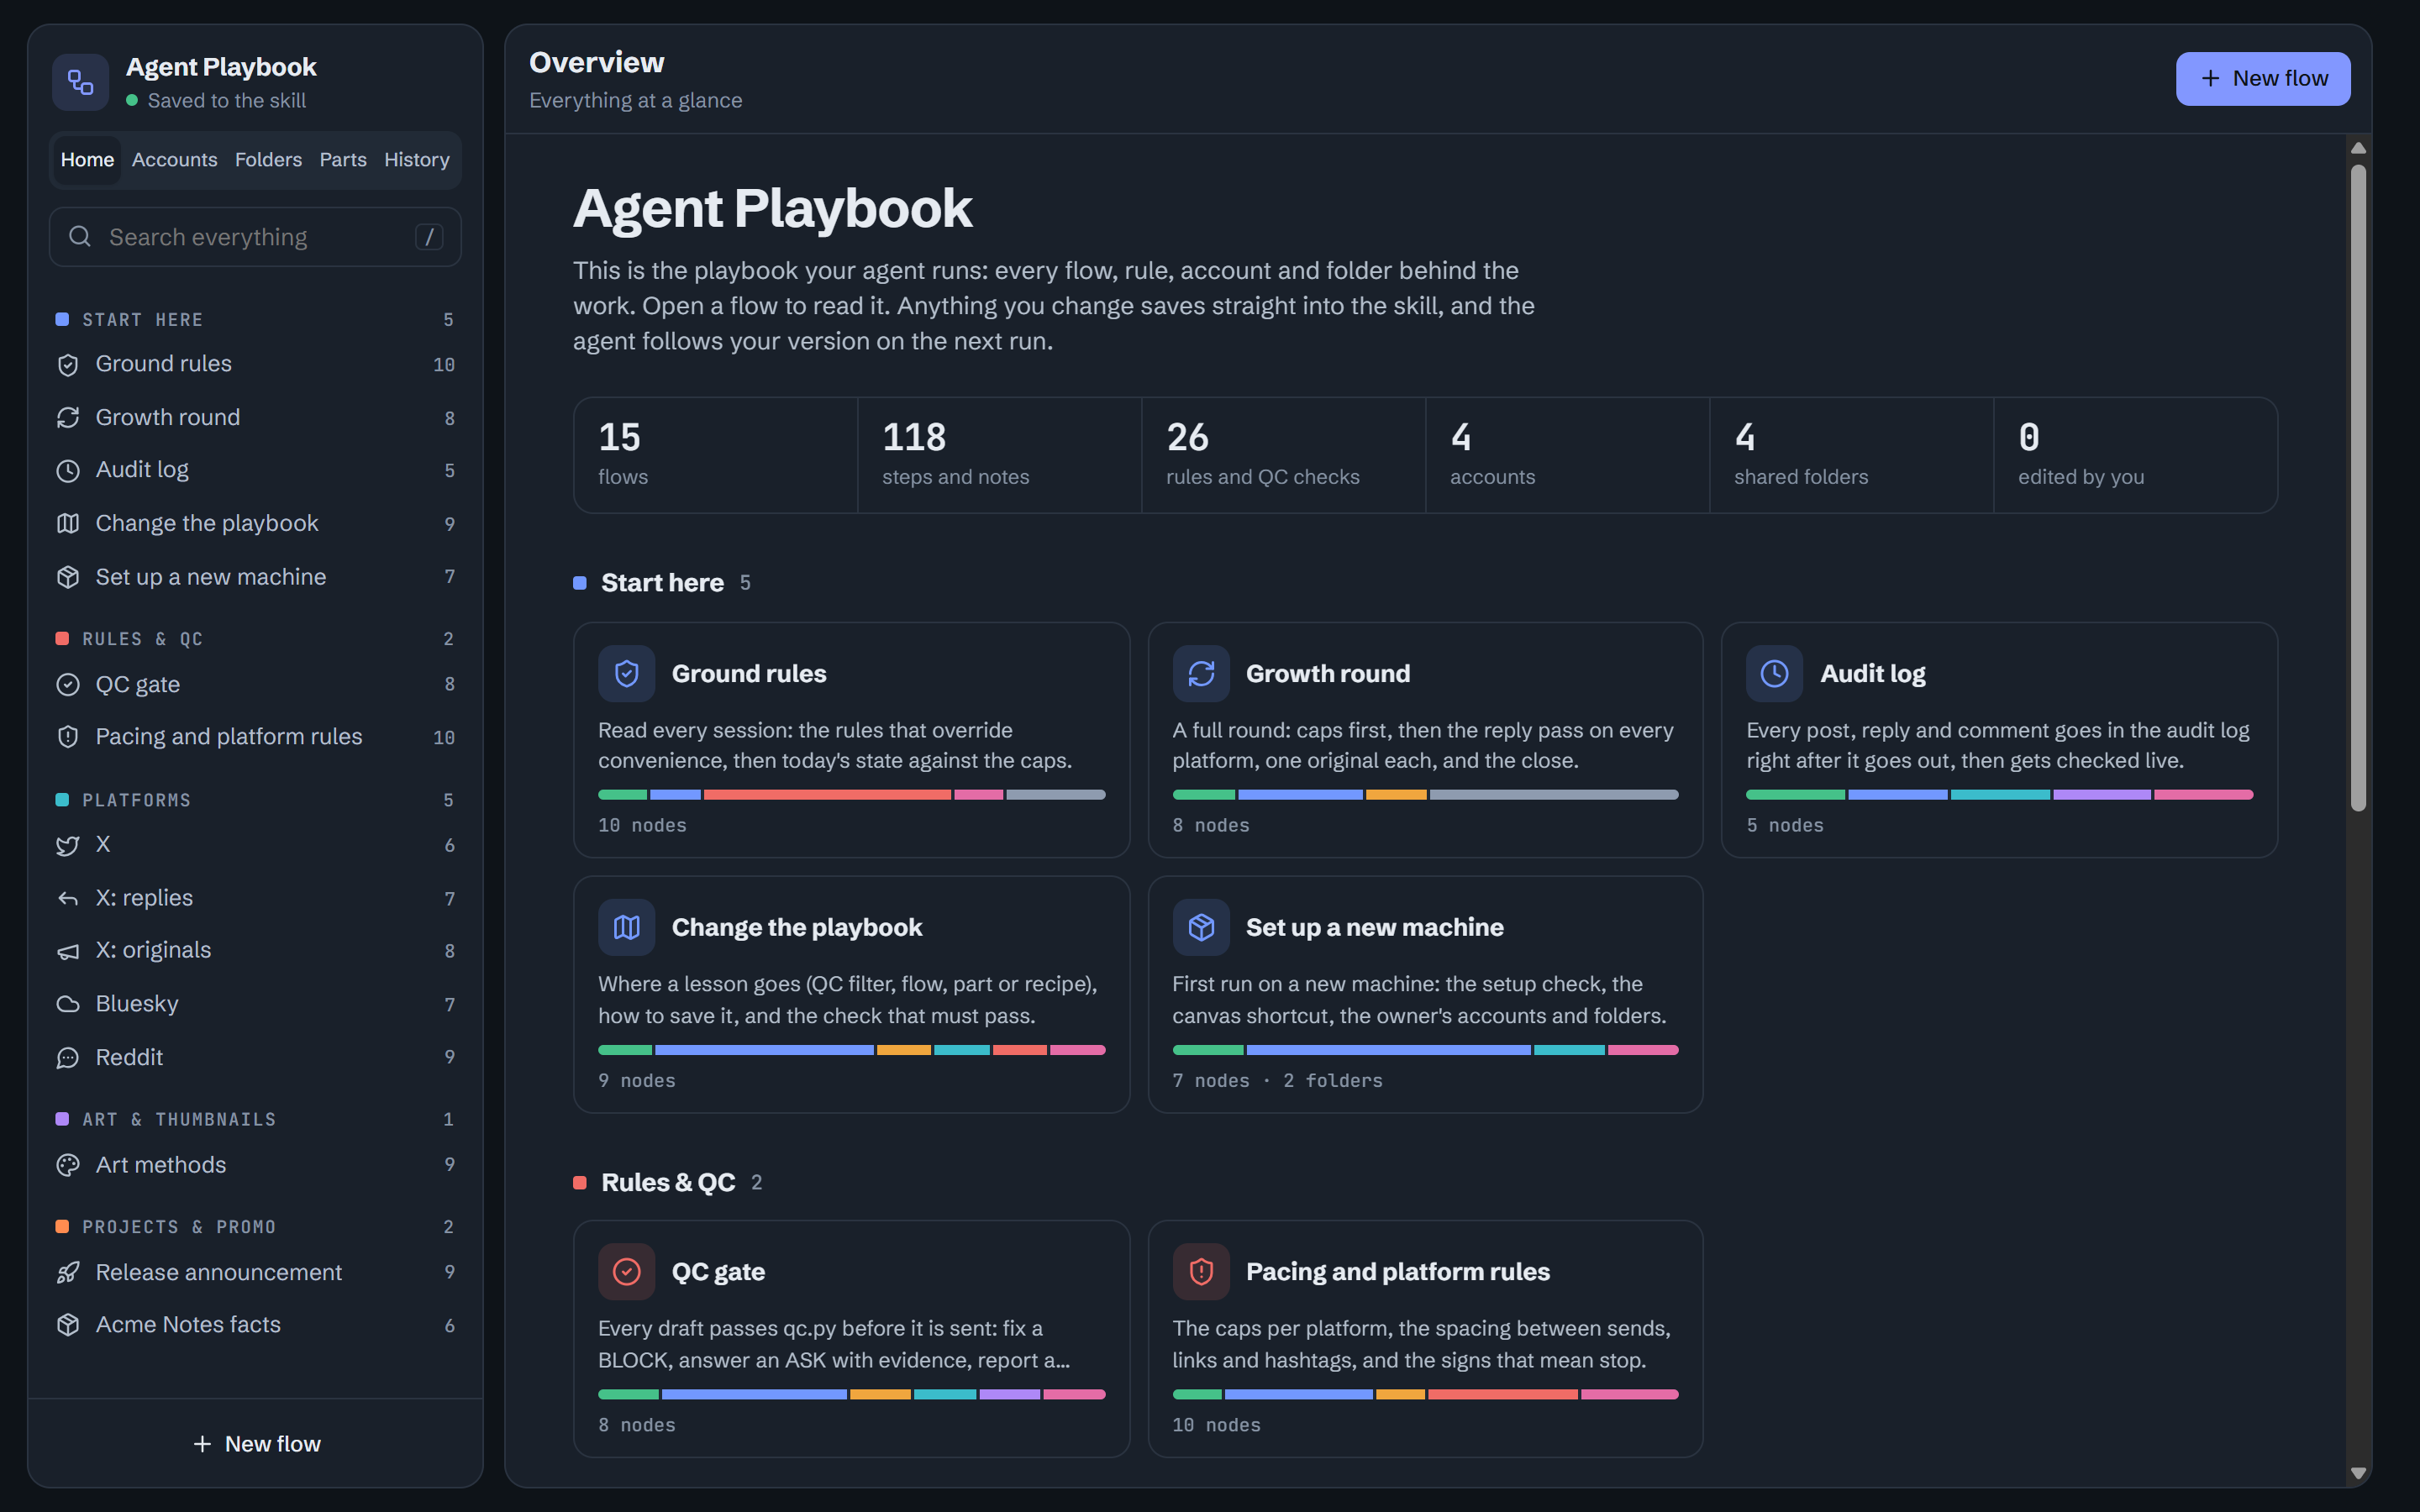 Agent Playbook
Saved to the skill
Home Accounts Folders Parts History
Search everything /
START HERE 5
Ground rules 10
Growth round 8
Audit log 5
Change the playbook 9
Set up a new machine 7
RULES & QC 2
QC gate 8
Pacing and platform rules 10
PLATFORMS 5
X 6
X: replies 7
X: originals 8
Bluesky 7
Reddit 9
ART & THUMBNAILS 1
Art methods 9
PROJECTS & PROMO 2
Release announcement 9
Acme Notes facts 6
+ New flow
Overview
Everything at a glance
+ New flow
Agent Playbook
This is the playbook your agent runs: every flow, rule, account and folder behind the
work. Open a flow to read it. Anything you change saves straight into the skill, and the
agent follows your version on the next run.
15
flows
118
steps and notes
26
rules and QC checks
4
accounts
4
shared folders
0
edited by you
Start here 5
Ground rules
Read every session: the rules that override
convenience, then today's state against the caps.
10 nodes
Growth round
A full round: caps first, then the reply pass on every
platform, one original each, and the close.
8 nodes
Audit log
Every post, reply and comment goes in the audit log
right after it goes out, then gets checked live.
5 nodes
Change the playbook
Where a lesson goes (QC filter, flow, part or recipe),
how to save it, and the check that must pass.
9 nodes
Set up a new machine
First run on a new machine: the setup check, the
canvas shortcut, the owner's accounts and folders.
7 nodes · 2 folders
Rules & QC 2
QC gate
Every draft passes qc.py before it is sent: fix a
BLOCK, answer an ASK with evidence, report a...
8 nodes
Pacing and platform rules
The caps per platform, the spacing between sends,
links and hashtags, and the signs that mean stop.
10 nodes